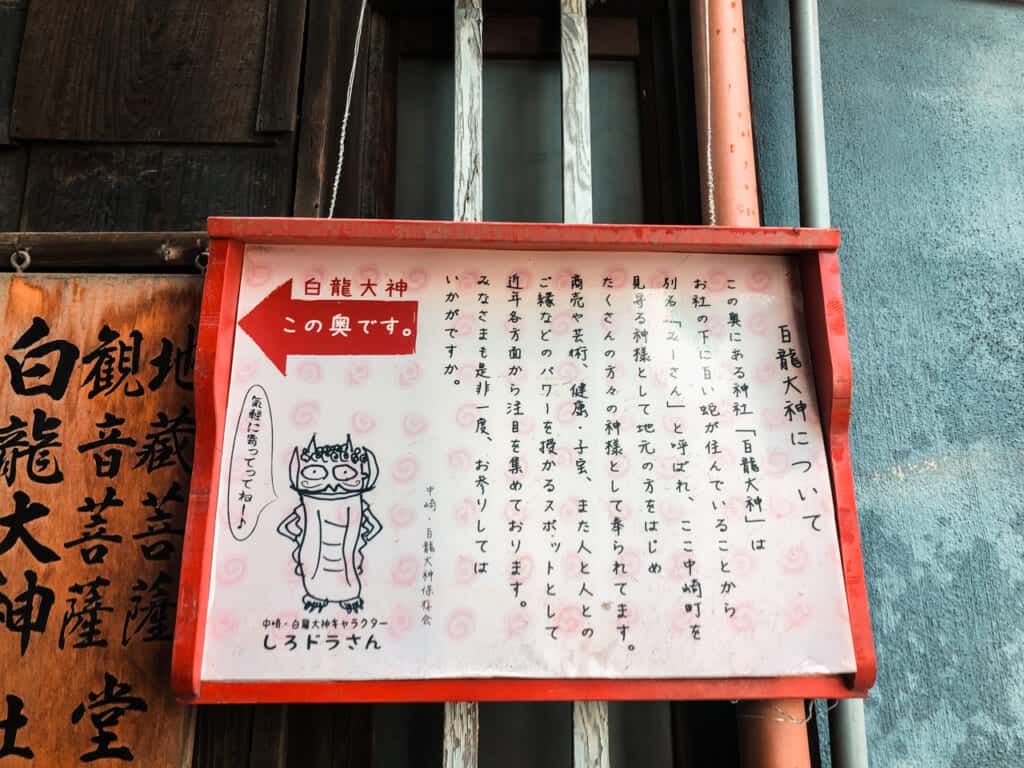 白龍大神について
この奥にある神社「白龍大神」は
お社の下に白い蛇が住んでいることから
別名「みーさん」と呼ばれ、ここ中崎町を
見守る神様として地元の方をはじめ
たくさんの方々の神様として奉られてます。
商売や芸術、健康・子宝、また人と人との
ご縁などのパワーを授かるスポットとして
近年各方面から注目を集めております。
みなさまも是非一度、お参りしては
いかがですか。
中崎・白龍大神保存会
白龍大神
この奥です。
気軽に寄ってってねー♪
中崎・白龍大神キャラクター
しろドラさん
地蔵菩薩
観音菩薩堂
白龍大神社